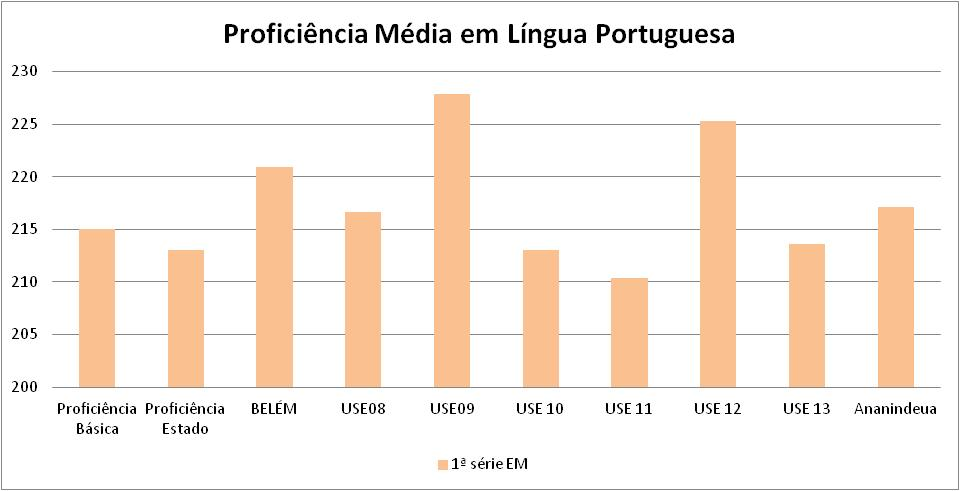 Proficiência Média em Língua Portuguesa
230
225
220
215
210
205
200
Proficiência Básica
Proficiência Estado
BELÉM
USE08
USE09
USE 10
USE 11
USE 12
USE 13
Ananindeua
1ª série EM